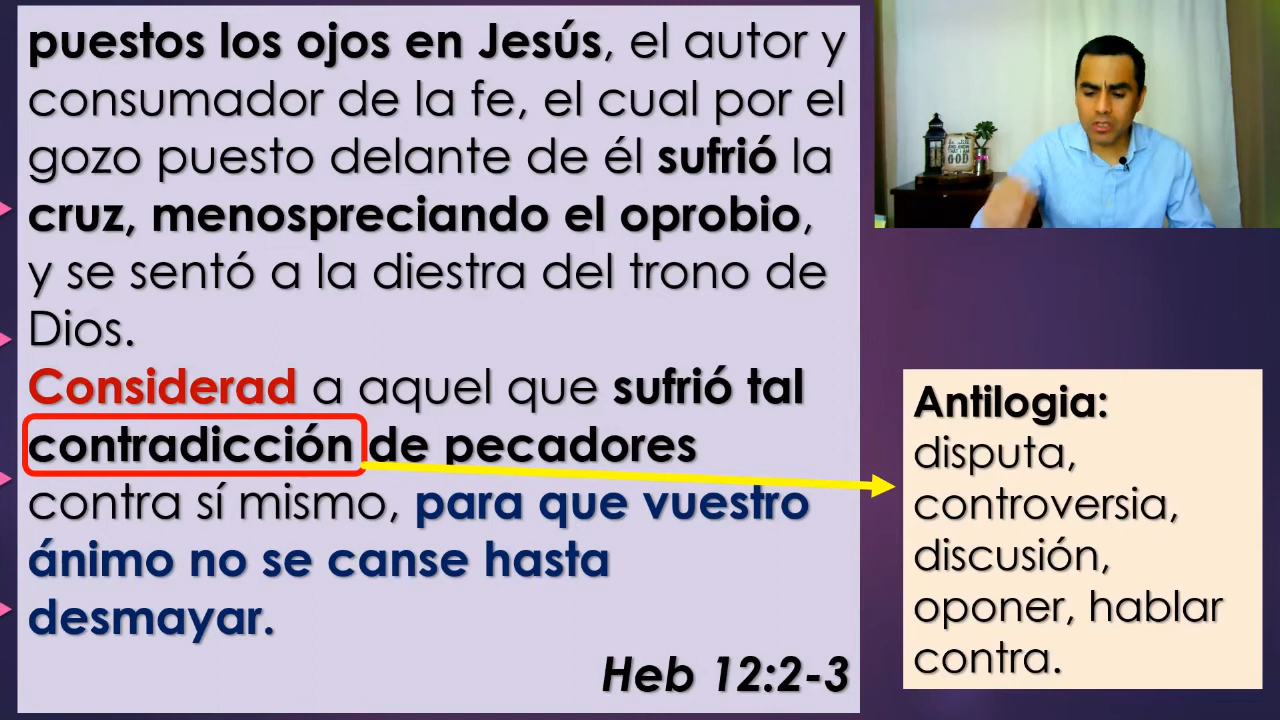 puestos los ojos en Jesús, el autor y
consumador de la fe, el cual por el
gozo puesto delante de él sufrió la
cruz, menospreciando el oprobio,
y se sentó a la diestra del trono de
Dios.
Considerad a aquel que sufrió tal
contradicción de pecadores
contra sí mismo, para que vuestro
ánimo no se canse hasta
desmayar.
Heb 12:2-3
Antilogia:
disputa,
controversia,
discusión,
oponer, hablar
contra.
GOD